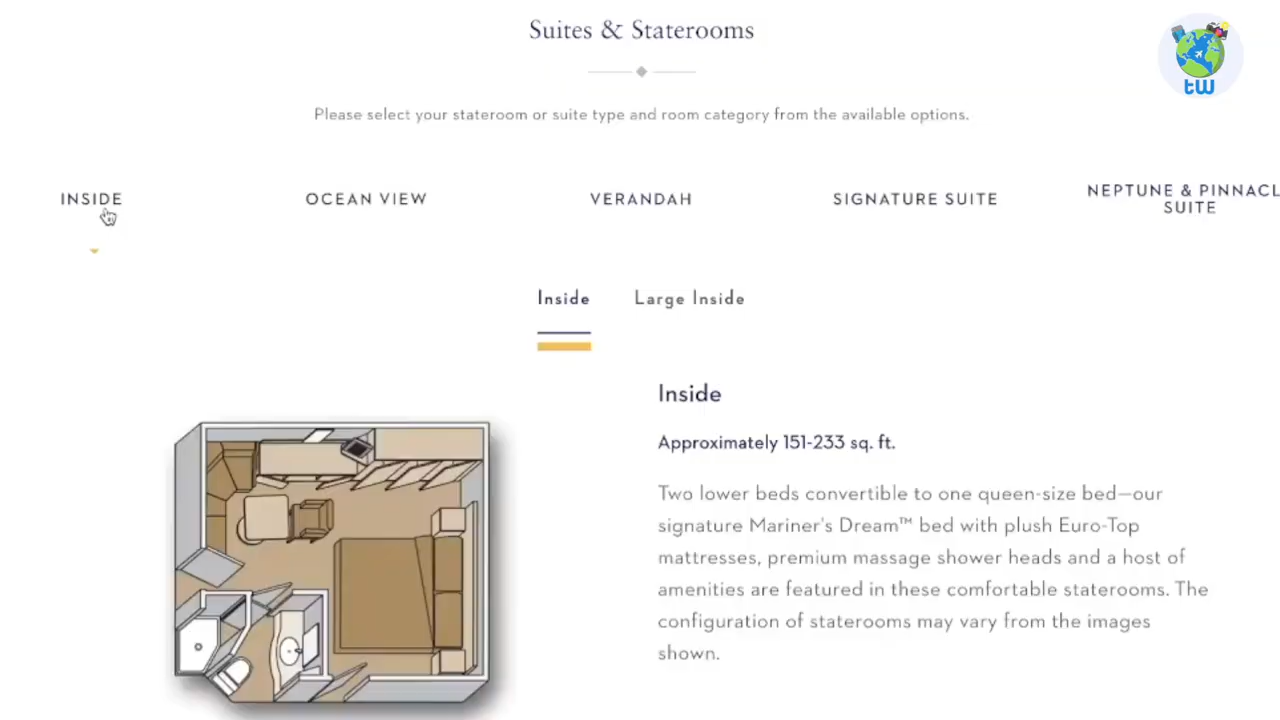 Suites & Staterooms
tw
Please select your stateroom or suite type and room category from the available options.
INSIDE
OCEAN VIEW
VERANDAH
SIGNATURE SUITE
NEPTUNE & PINNACL
SUITE
Inside
Large Inside
Inside
Approximately 151-233 sq. ft.
Two lower beds convertible to one queen-size bed—our
signature Mariner's Dream™ bed with plush Euro-Top
mattresses, premium massage shower heads and a host of
amenities are featured in these comfortable staterooms. The
configuration of staterooms may vary from the images
shown.